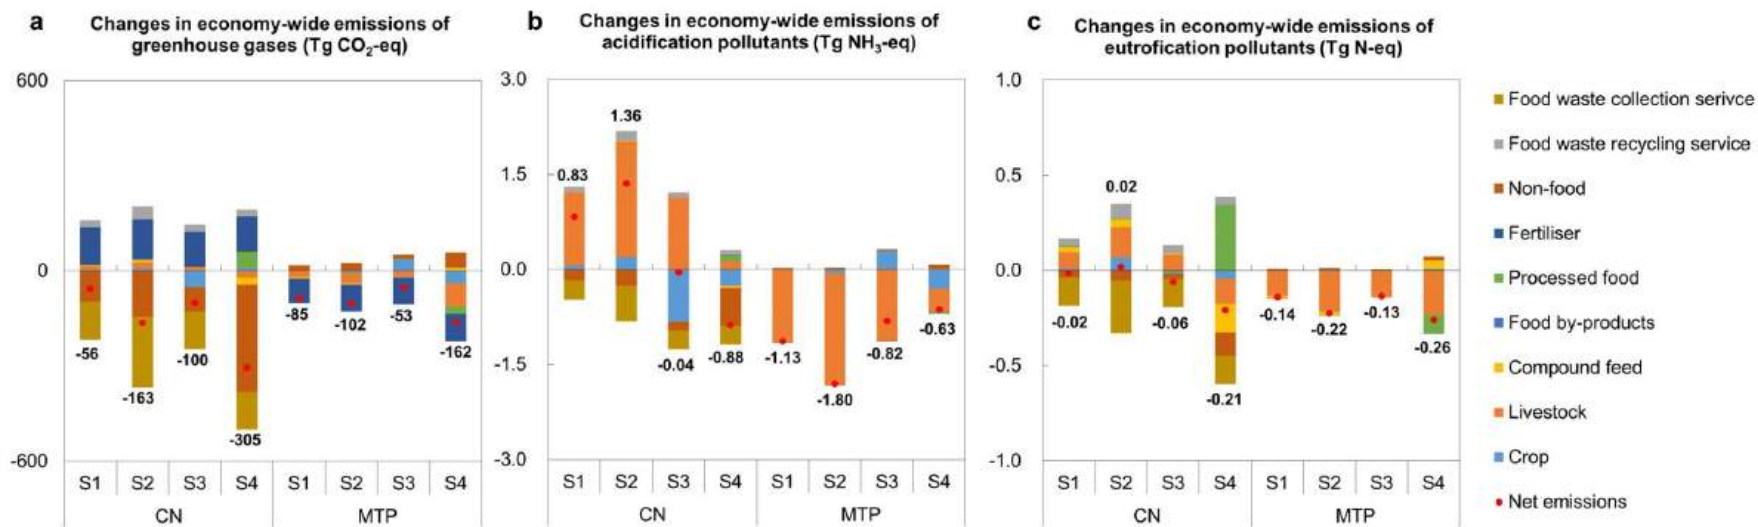 a
Changes in economy-wide emissions of
greenhouse gases (Tg CO₂-eq)
600
0
-600
-56
-163
-100
-305
-85
-102
-53
-162
S1 S2 S3 S4 S1 S2 S3 S4
CN MTP
b
Changes in economy-wide emissions of
acidification pollutants (Tg NH₃-eq)
3.0
1.5
0.0
-1.5
-3.0
0.83
1.36
-0.04
-0.88
-1.13
-1.80
-0.82
-0.63
S1 S2 S3 S4 S1 S2 S3 S4
CN MTP
c
Changes in economy-wide emissions of
eutrofication pollutants (Tg N-eq)
1.0
0.5
0.0
-0.5
-1.0
-0.02
0.02
-0.06
-0.21
-0.14
-0.22
-0.13
-0.26
S1 S2 S3 S4 S1 S2 S3 S4
CN MTP
Food waste collection serivce
Food waste recycling service
Non-food
Fertiliser
Processed food
Food by-products
Compound feed
Livestock
Crop
Net emissions